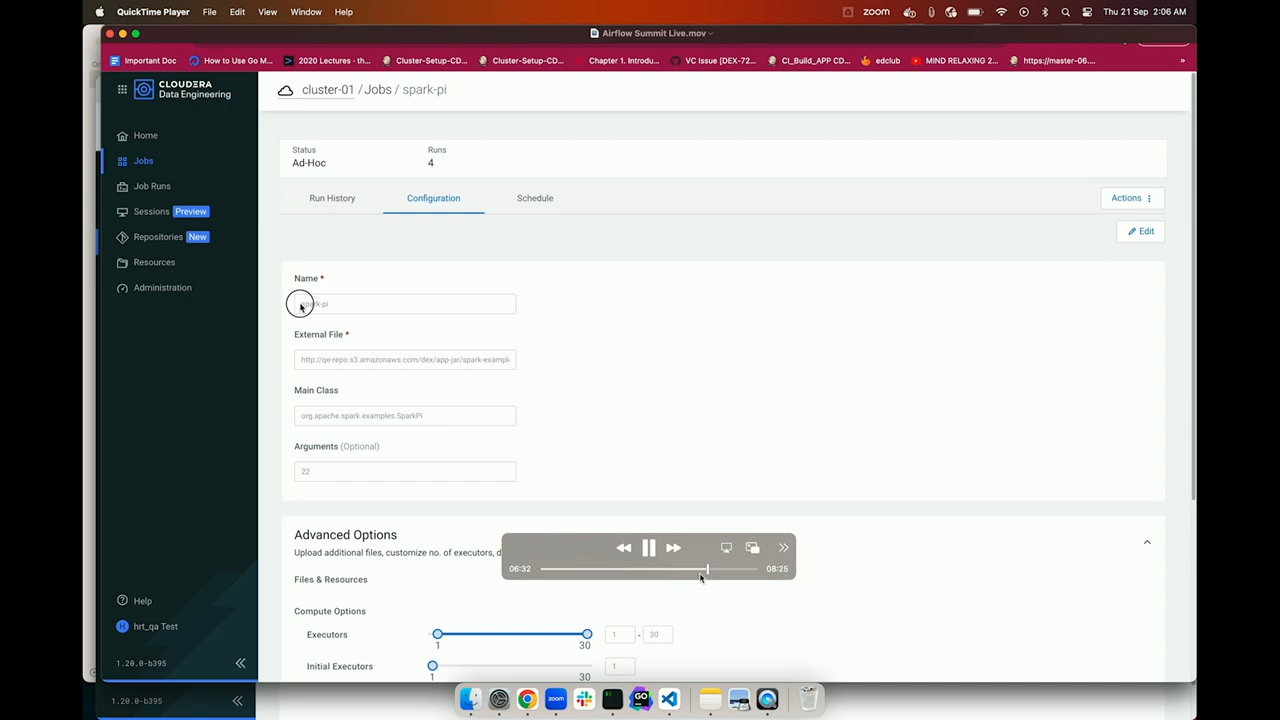 QuickTime Player File Edit View Window Help zoom Thu 21 Sep 2:06 AM
Airflow Summit Live.mov
Important Doc How to Use Go M... 2020 Lectures · th... Cluster-Setup-CD... Cluster-Setup-CD... Chapter 1. Introdu... VC Issue [DEX-72... CI_Build_APP CD... edclub MIND RELAXING 2... https://master-06.... »
CLOUDERA
Data Engineering
cluster-01 / Jobs / spark-pi
Home
Jobs
Job Runs
Sessions Preview
Repositories New
Resources
Administration
Help
hrt_qa Test
1.20.0-b395
1.20.0-b395
Status Runs
Ad-Hoc 4
Run History Configuration Schedule Actions
Edit
Name *
spark-pi
External File *
http://qe-repo.s3.amazonaws.com/dex/app-jar/spark-exampl
Main Class
org.apache.spark.examples.SparkPi
Arguments (Optional)
22
Advanced Options
Upload additional files, customize no. of executors, d
06:32 08:25
Files & Resources
Compute Options
Executors 1 - 30
1 30
Initial Executors 1
1 30
zoom GO